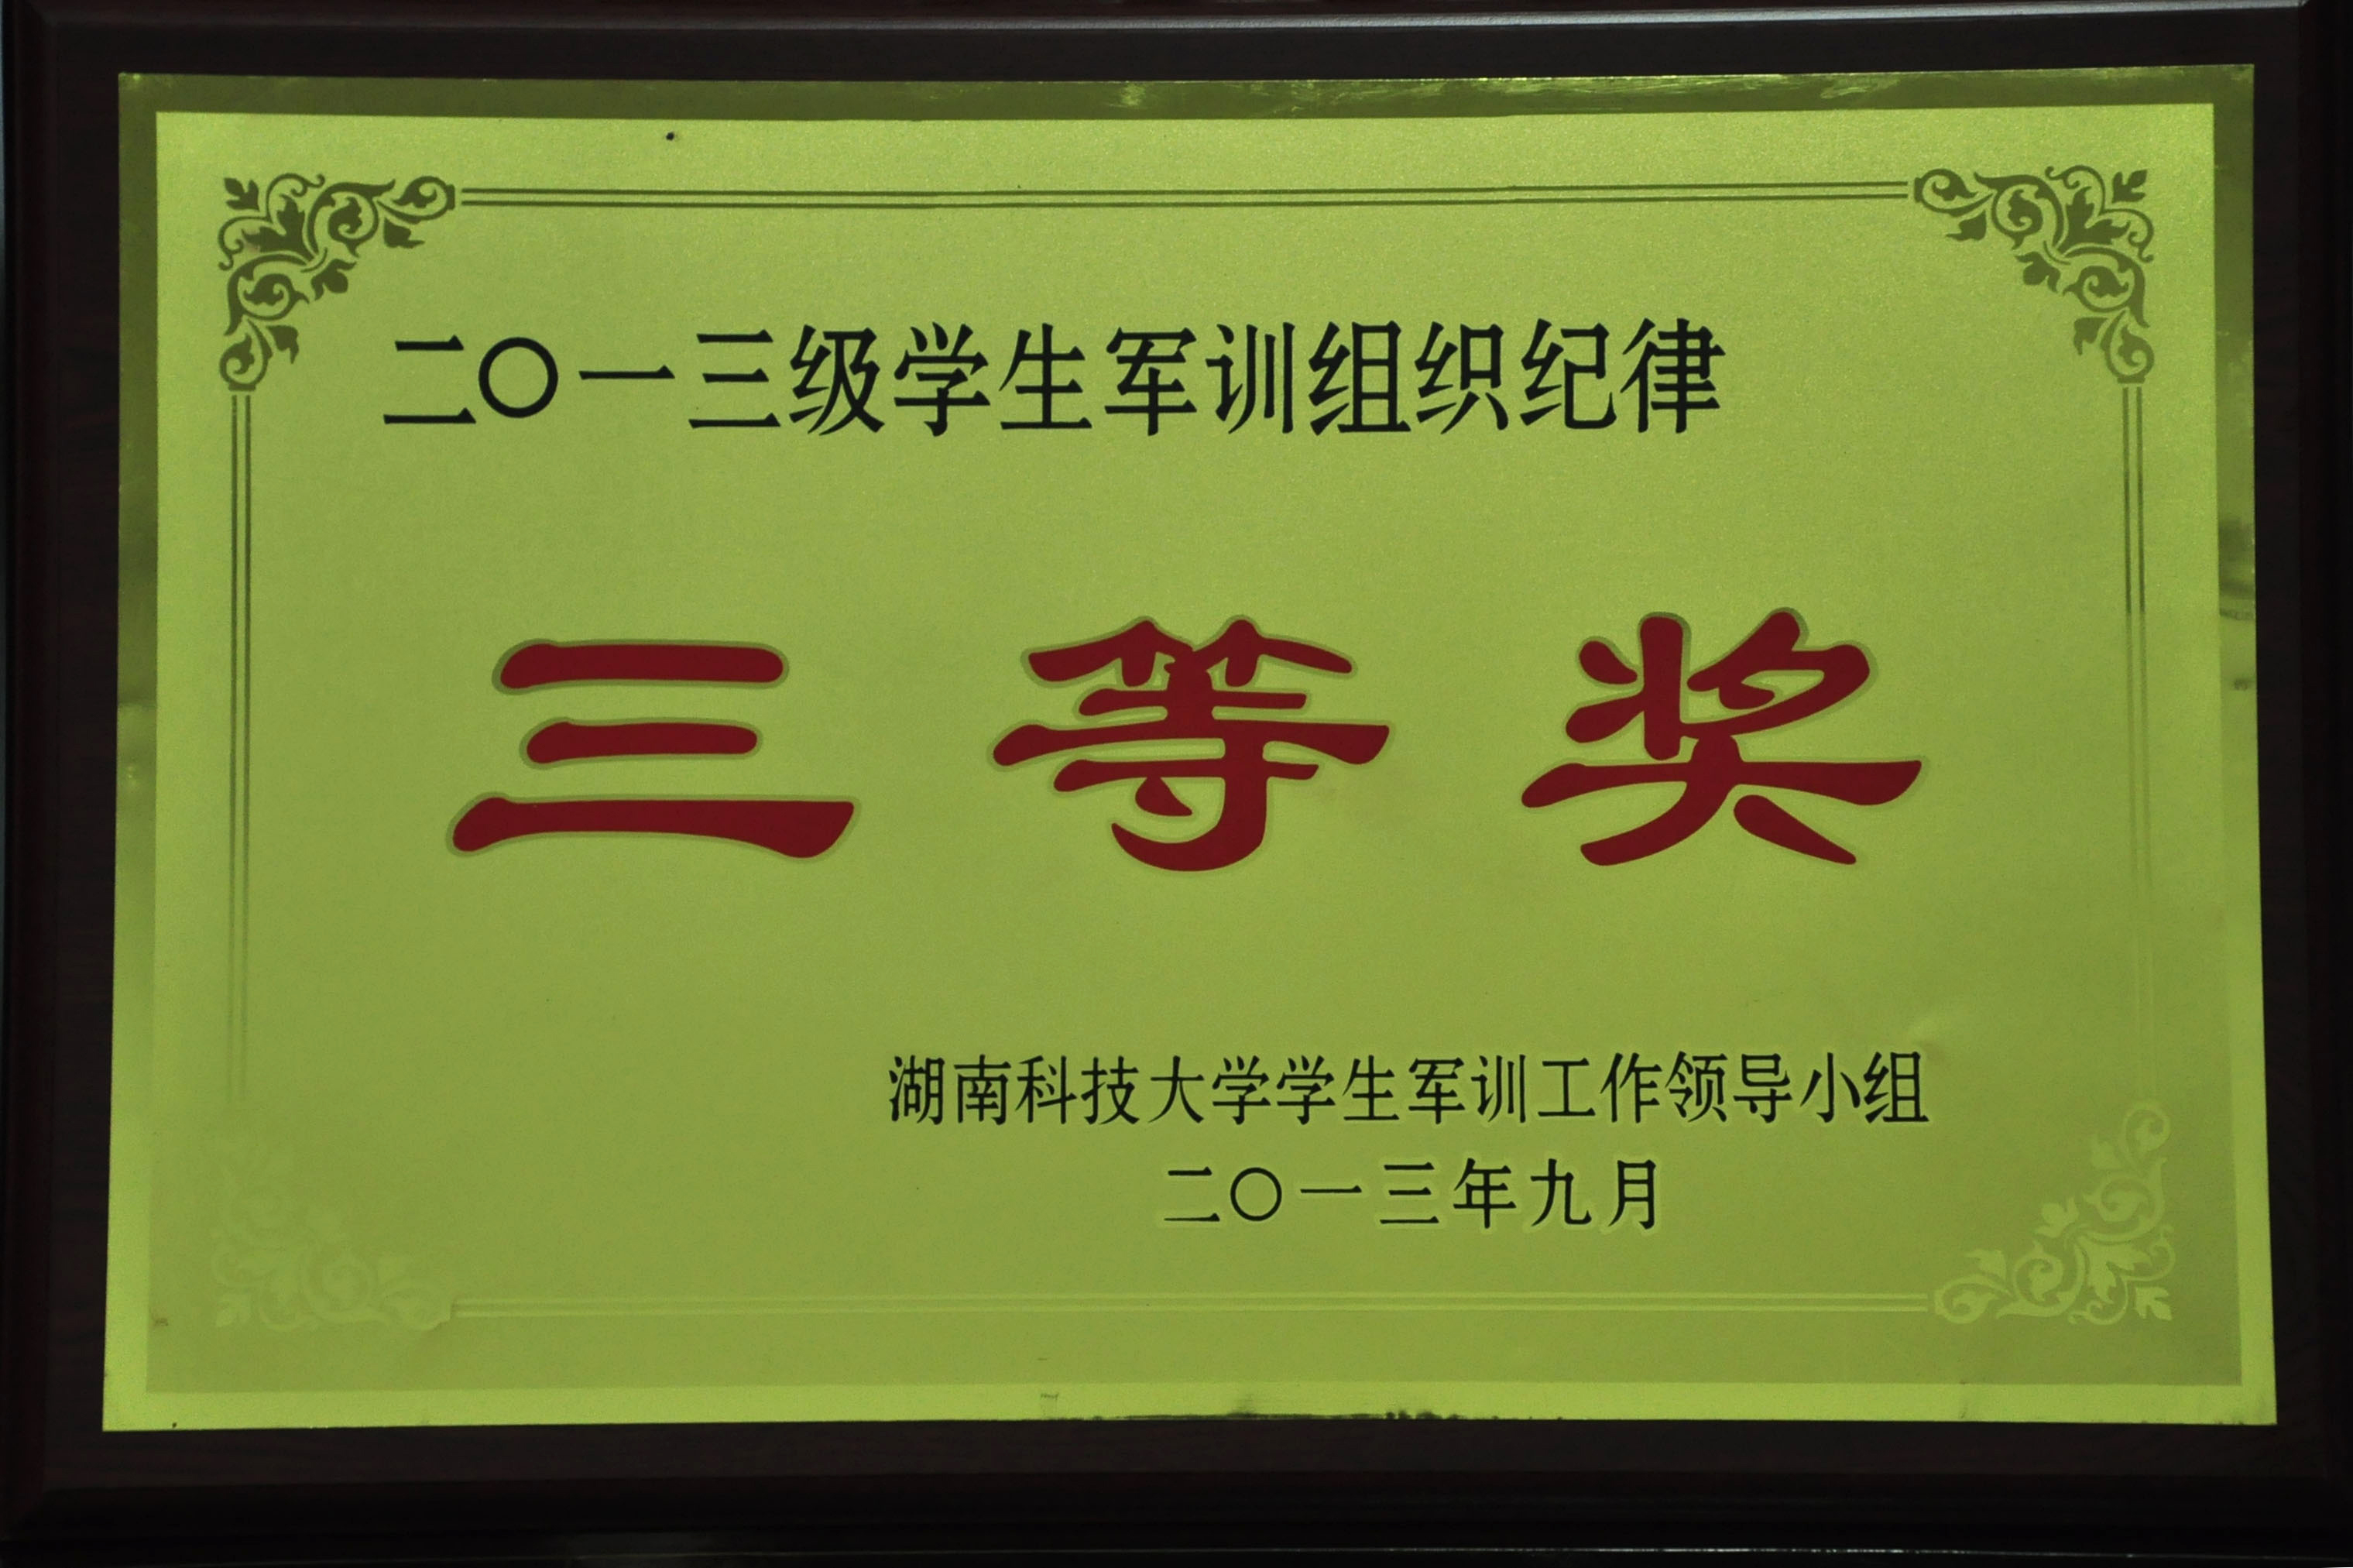 二〇一三级学生军训组织纪律
三等奖
湖南科技大学学生军训工作领导小组
二〇一三年九月